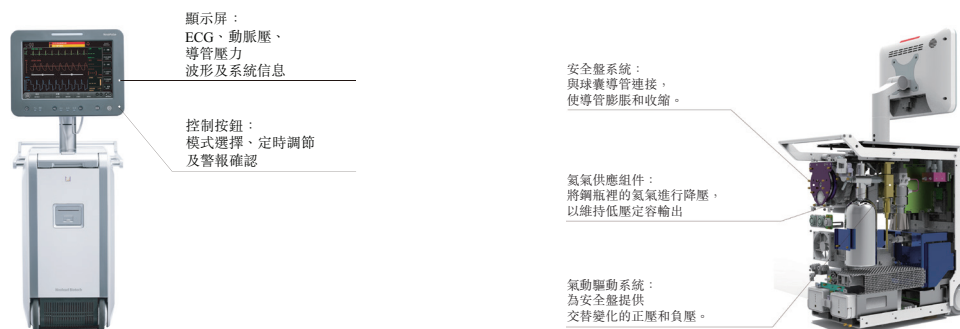 顯示屏：
ECG、動脈壓、
導管壓力
波形及系統信息
控制按鈕：
模式選擇、定時調節
及警報確認
安全盤系統：
與球囊導管連接，
使導管膨脹和收縮。
氦氣供應組件：
將鋼瓶裡的氦氣進行降壓，
以維持低壓定容輸出
氣動驅動系統：
為安全盤提供
交替變化的正壓和負壓。